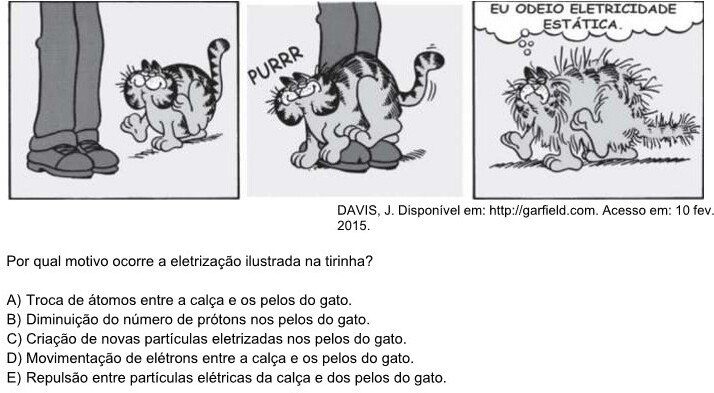 EU ODEIO ELETRICIDADE
ESTÁTICA.
PURRR
DAVIS, J. Disponível em: http://garfield.com. Acesso em: 10 fev.
2015.
Por qual motivo ocorre a eletrização ilustrada na tirinha?
A) Troca de átomos entre a calça e os pelos do gato.
B) Diminuição do número de prótons nos pelos do gato.
C) Criação de novas partículas eletrizadas nos pelos do gato.
D) Movimentação de elétrons entre a calça e os pelos do gato.
E) Repulsão entre partículas elétricas da calça e dos pelos do gato.